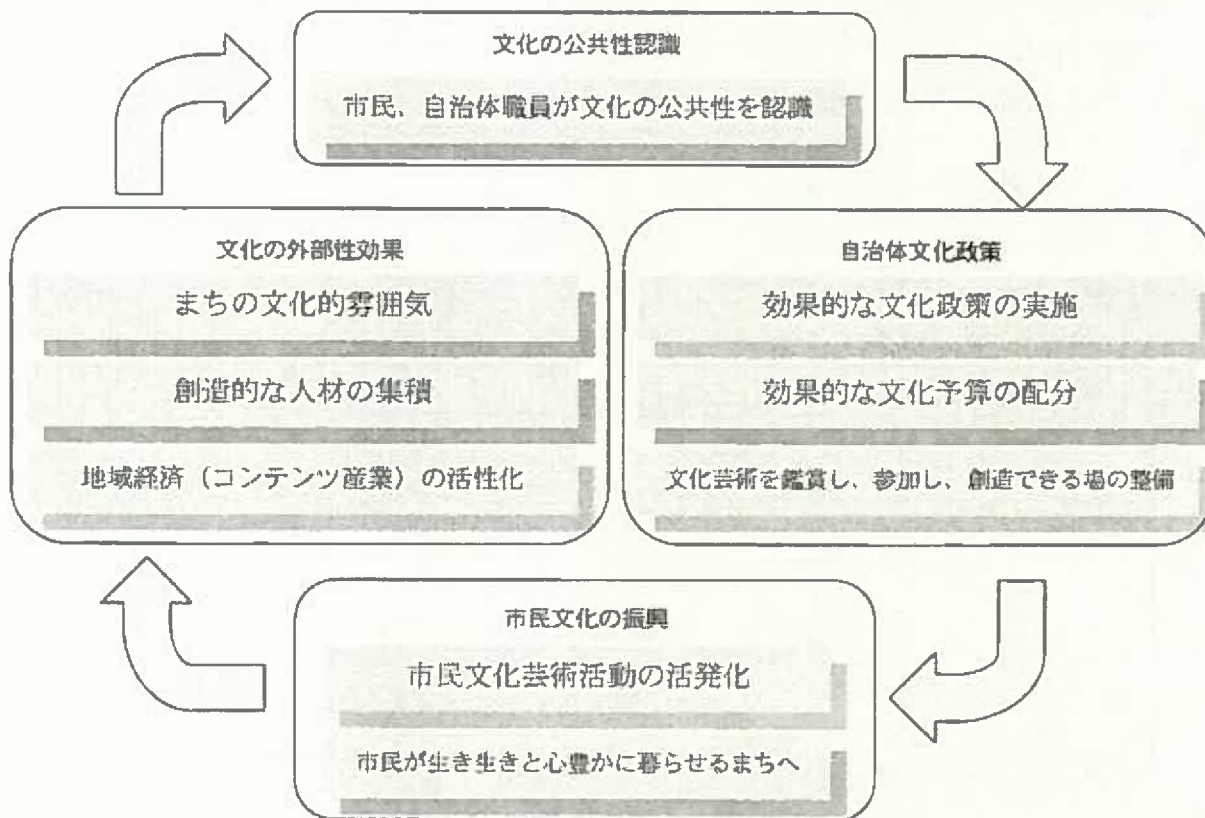 文化の公共性認識
市民、自治体職員が文化の公共性を認識
文化の外部性効果
まちの文化的雰囲気
創造的な人材の集積
地域経済（コンテンツ産業）の活性化
自治体文化政策
効果的な文化政策の実施
効果的な文化予算の配分
文化芸術を鑑賞し、参加し、創造できる場の整備
市民文化の振興
市民文化芸術活動の活発化
市民が生き生きと心豊かに暮らせるまちへ